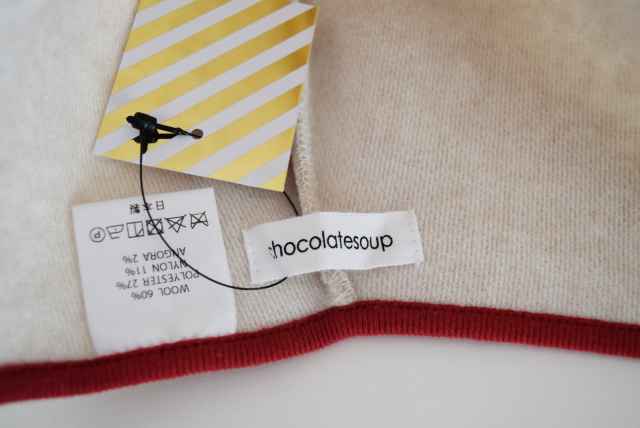 chocolatesoup
WOOL 60%
POLYESTER 27%
NYLON 11%
ANGORA 2%
P
日本製